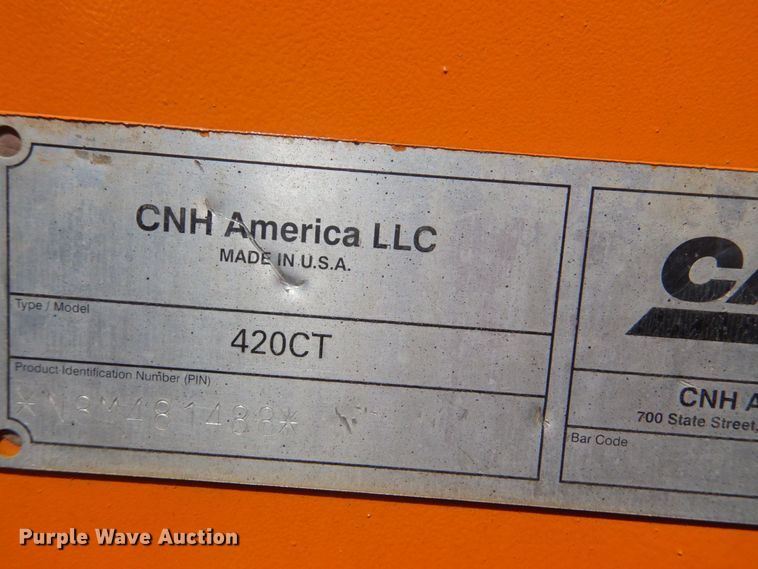 CNH America LLC
MADE IN U.S.A.
Type / Model
420CT
Product Identification Number (PIN)
*N8M481488*
CNH A
700 State Street,
Bar Code
Purple Wave Auction